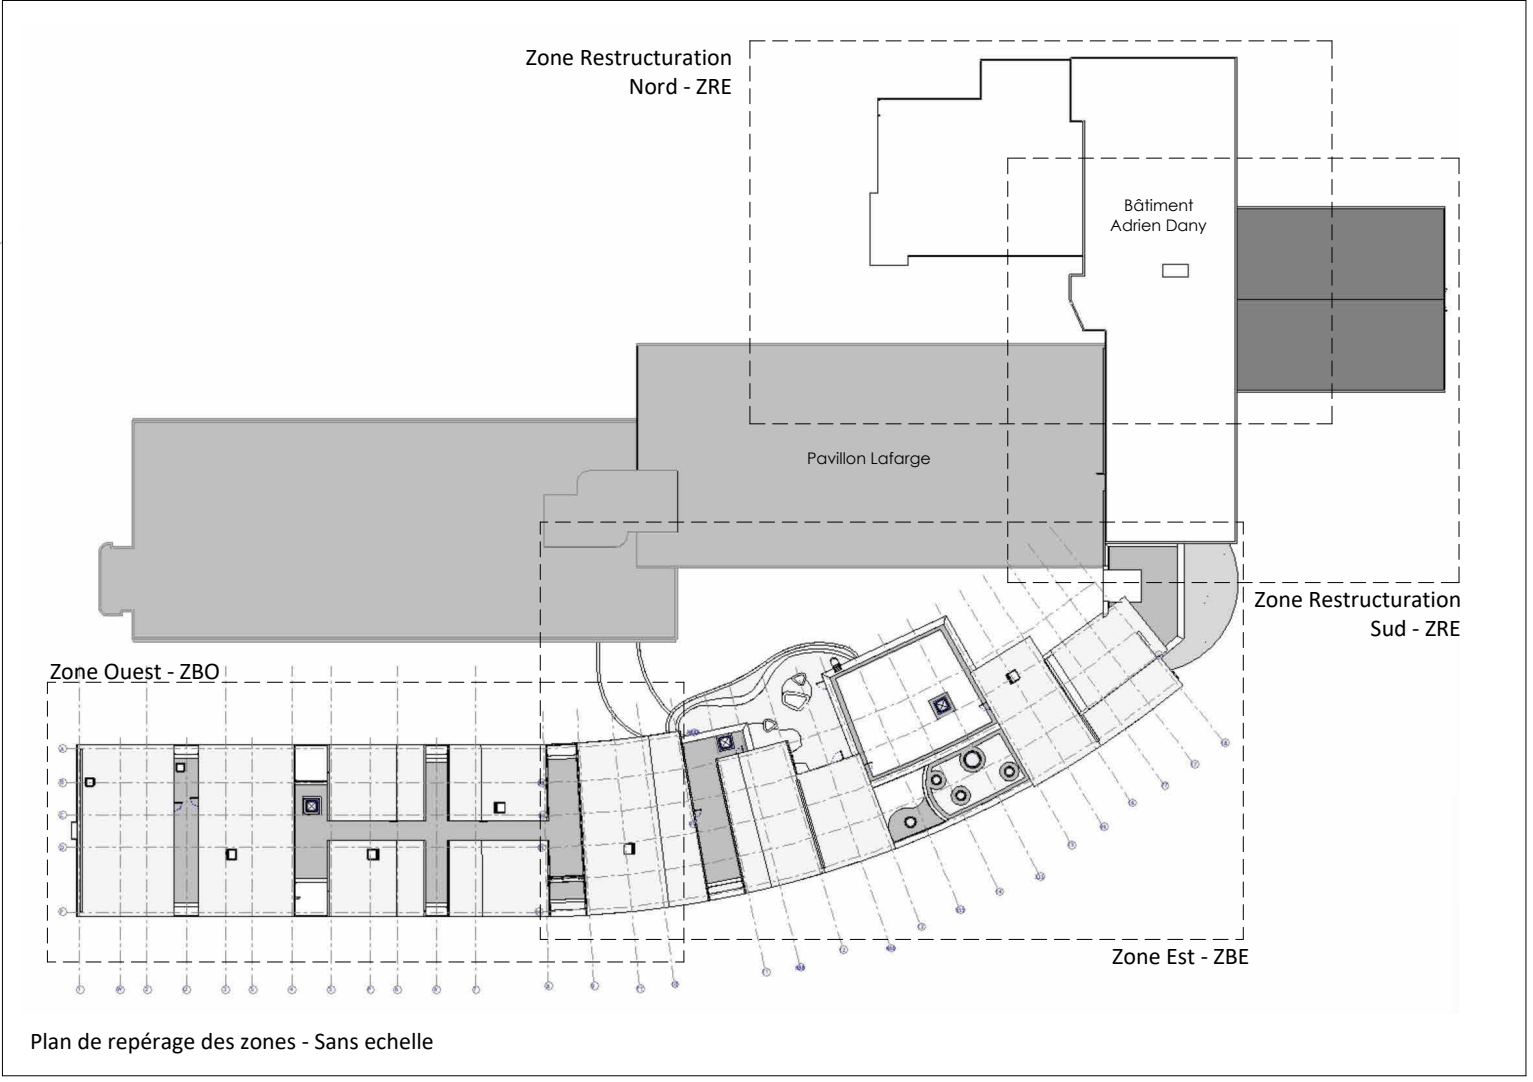 Zone Restructuration
Nord - ZRE
Bâtiment
Adrien Dany
Pavillon Lafarge
Zone Restructuration
Sud - ZRE
Zone Ouest - ZBO
Zone Est - ZBE
Plan de repérage des zones - Sans echelle